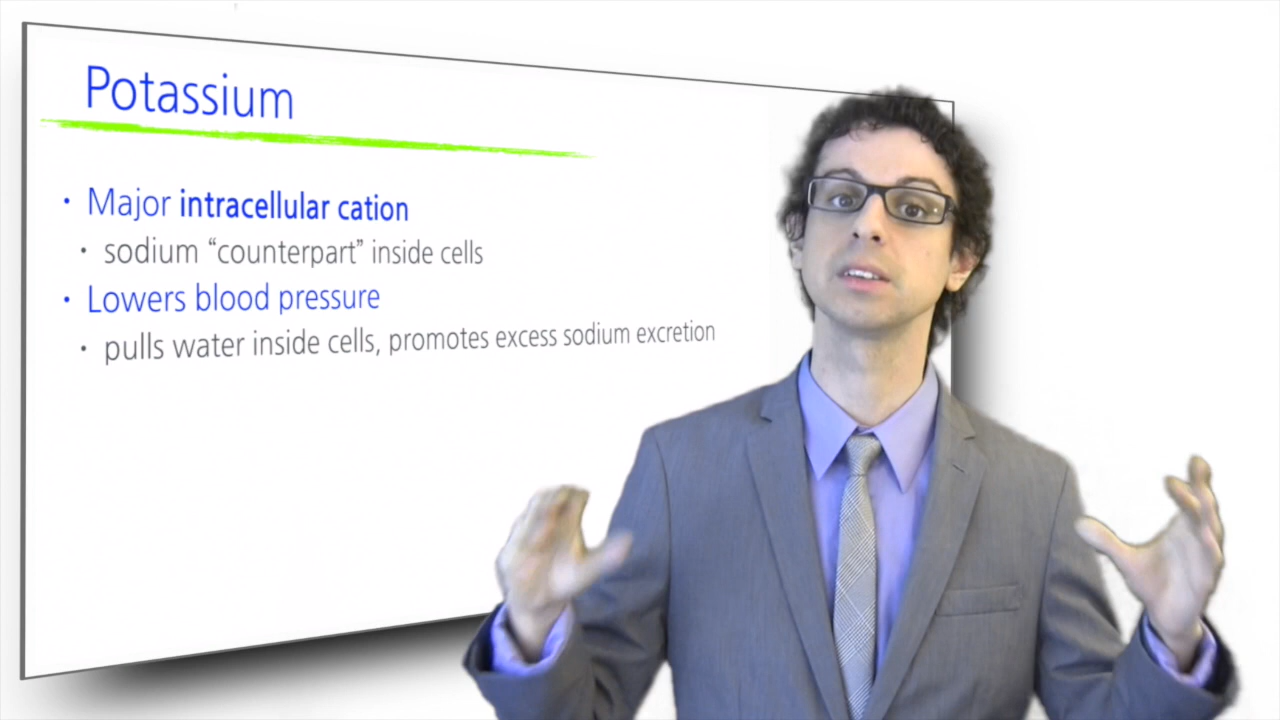 Potassium
• Major intracellular cation
• sodium “counterpart” inside cells
• Lowers blood pressure
• pulls water inside cells, promotes excess sodium excretion